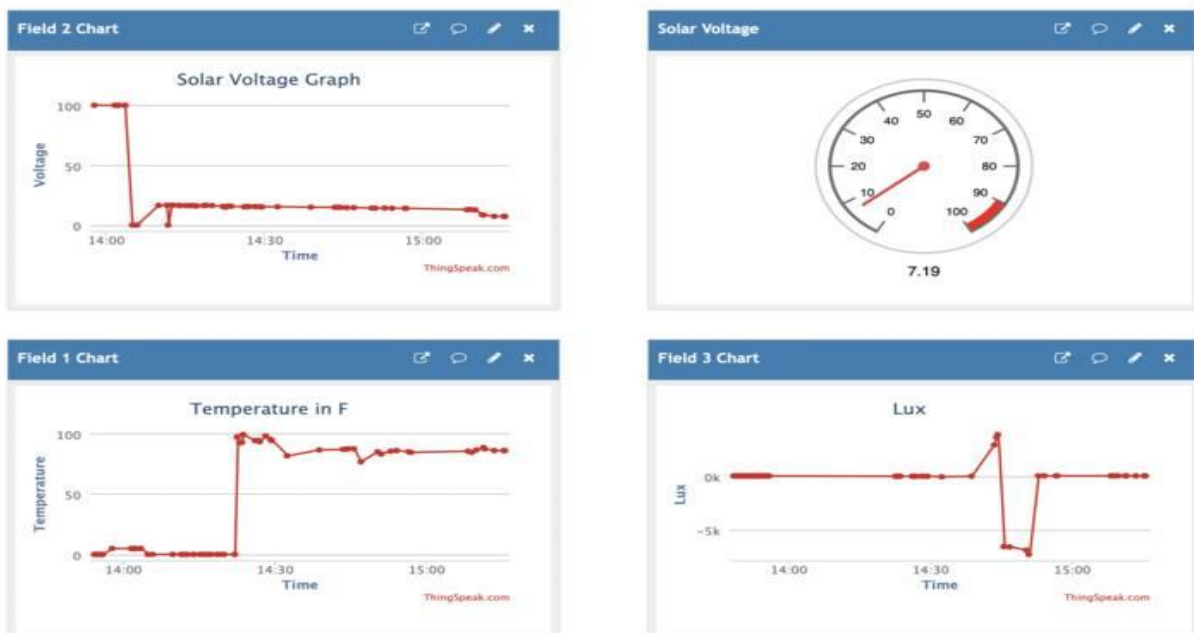 Field 2 Chart
Solar Voltage Graph
100
50
0
Voltage
14:00 14:30 15:00
Time
ThingSpeak.com
Solar Voltage
0 10 20 30 40 50 60 70 80 90 100
7.19
Field 1 Chart
Temperature in F
100
50
0
Temperature
14:00 14:30 15:00
Time
ThingSpeak.com
Field 3 Chart
Lux
0k
-5k
Lux
14:00 14:30 15:00
Time
ThingSpeak.com